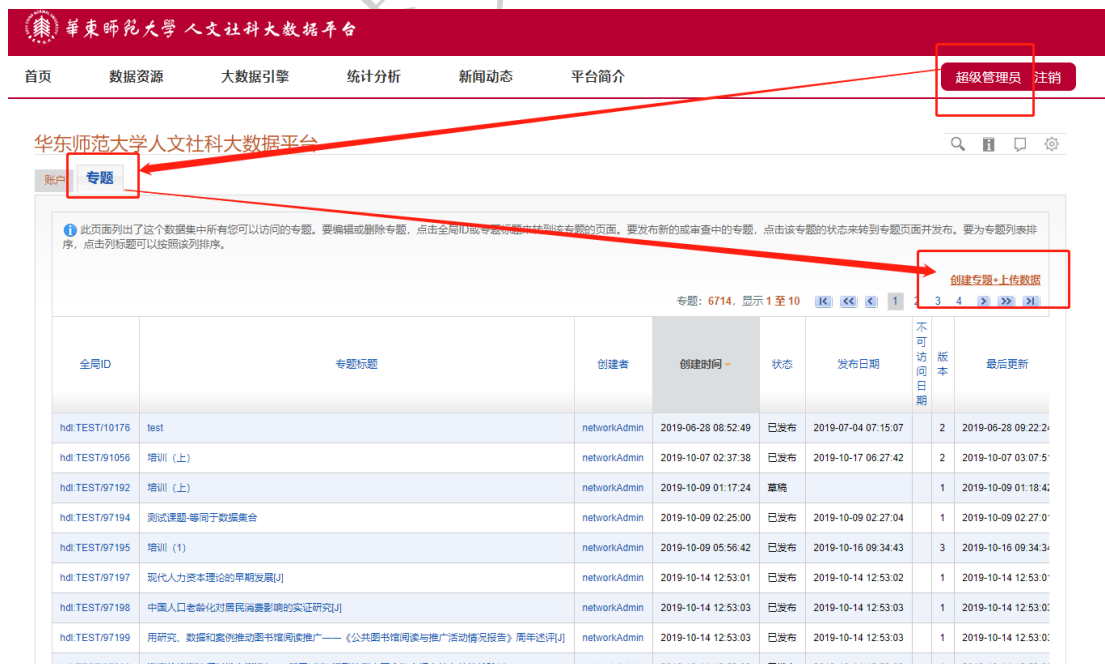 華東師範大學 人文社科大数据平台
首页 数据资源 大数据引擎 统计分析 新闻动态 平台简介 超级管理员 注销
华东师范大学人文社科大数据平台
账户 专题
此页面列出了这个数据集中所有您可以访问的专题。要编辑或删除专题，点击全局ID或专题标题来转到该专题的页面。要发布新的或审查中的专题，点击该专题的状态来转到专题页面并发布。要为专题列表排
序，点击列标题可以按照该列排序。
创建专题+上传数据
专题：6714，显示 1 至 10 1 2 3 4
全局ID 专题标题 创建者 创建时间 状态 发布日期 不可访问日期 版本 最后更新
hdl:TEST/10176 test networkAdmin 2019-06-28 08:52:49 已发布 2019-07-04 07:15:07 2 2019-06-28 09:22:24
hdl:TEST/91056 培训（上） networkAdmin 2019-10-07 02:37:38 已发布 2019-10-17 06:27:42 2 2019-10-07 03:07:5
hdl:TEST/97192 培训（上） networkAdmin 2019-10-09 01:17:24 草稿 1 2019-10-09 01:18:42
hdl:TEST/97194 测试课题-等同于数据集合 networkAdmin 2019-10-09 02:25:00 已发布 2019-10-09 02:27:04 1 2019-10-09 02:27:0
hdl:TEST/97195 培训（1） networkAdmin 2019-10-09 05:56:42 已发布 2019-10-16 09:34:43 3 2019-10-16 09:34:3
hdl:TEST/97197 现代人力资本理论的早期发展[J] networkAdmin 2019-10-14 12:53:01 已发布 2019-10-14 12:53:02 1 2019-10-14 12:53:0
hdl:TEST/97198 中国人口老龄化对居民消费影响的实证研究[J] networkAdmin 2019-10-14 12:53:03 已发布 2019-10-14 12:53:03 1 2019-10-14 12:53:0
hdl:TEST/97199 用研究、数据和案例推动图书馆阅读推广——《公共图书馆阅读与推广活动情况报告》周年述评[J] networkAdmin 2019-10-14 12:53:03 已发布 2019-10-14 12:53:03 1 2019-10-14 12:53:0